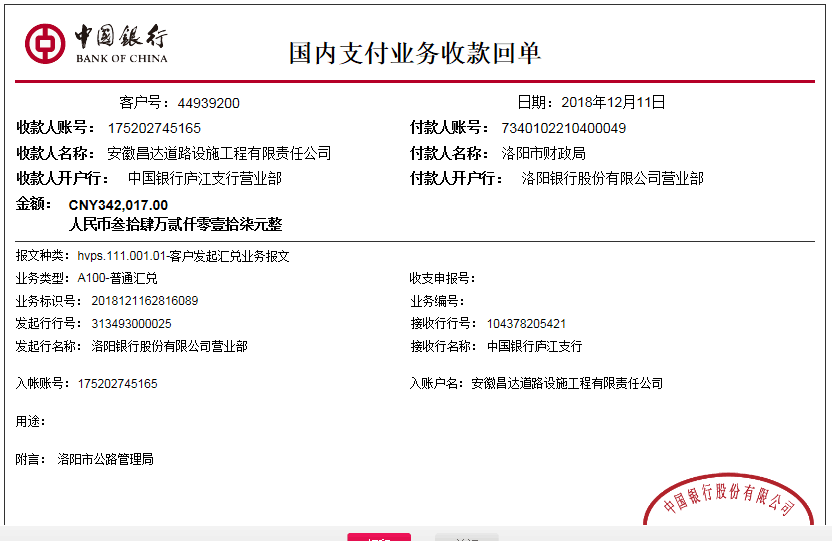 中国银行
BANK OF CHINA
国内支付业务收款回单
客户号：44939200 日期：2018年12月11日
收款人账号： 175202745165 付款人账号： 7340102210400049
收款人名称： 安徽昌达道路设施工程有限责任公司 付款人名称： 洛阳市财政局
收款人开户行： 中国银行庐江支行营业部 付款人开户行： 洛阳银行股份有限公司营业部
金额： CNY342,017.00
人民币叁拾肆万贰仟零壹拾柒元整
报文种类：hvps.111.001.01-客户发起汇兑业务报文
业务类型：A100-普通汇兑 收支申报号：
业务标识号：2018121162816089 业务编号：
发起行行号：313493000025 接收行行号：104378205421
发起行名称：洛阳银行股份有限公司营业部 接收行名称：中国银行庐江支行
入帐账号：175202745165 入账户名：安徽昌达道路设施工程有限责任公司
用途：
附言： 洛阳市公路管理局
中国银行股份有限公司